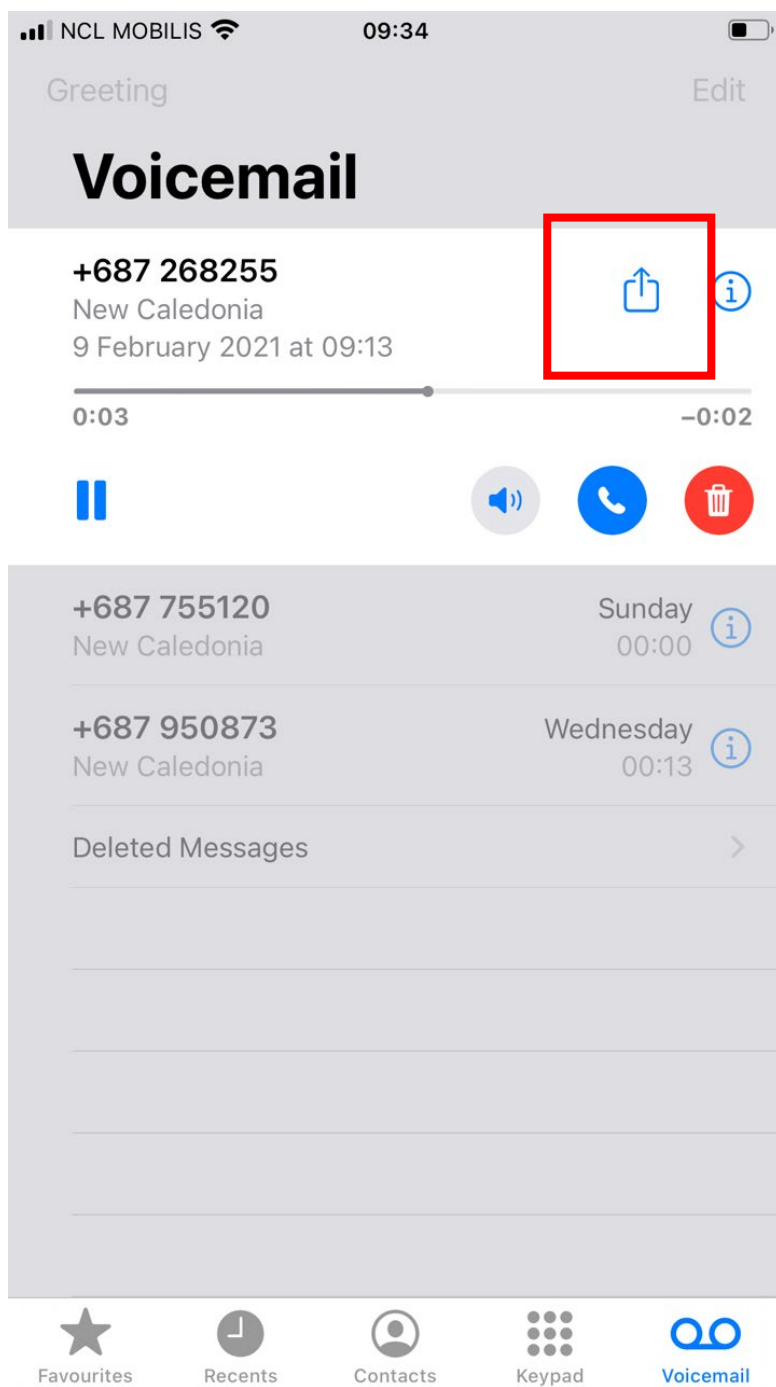 NCL MOBILIS 09:34
Greeting Edit
Voicemail
+687 268255
New Caledonia
9 February 2021 at 09:13
0:03 –0:02
+687 755120 Sunday
New Caledonia 00:00
+687 950873 Wednesday
New Caledonia 00:13
Deleted Messages
Favourites Recents Contacts Keypad Voicemail